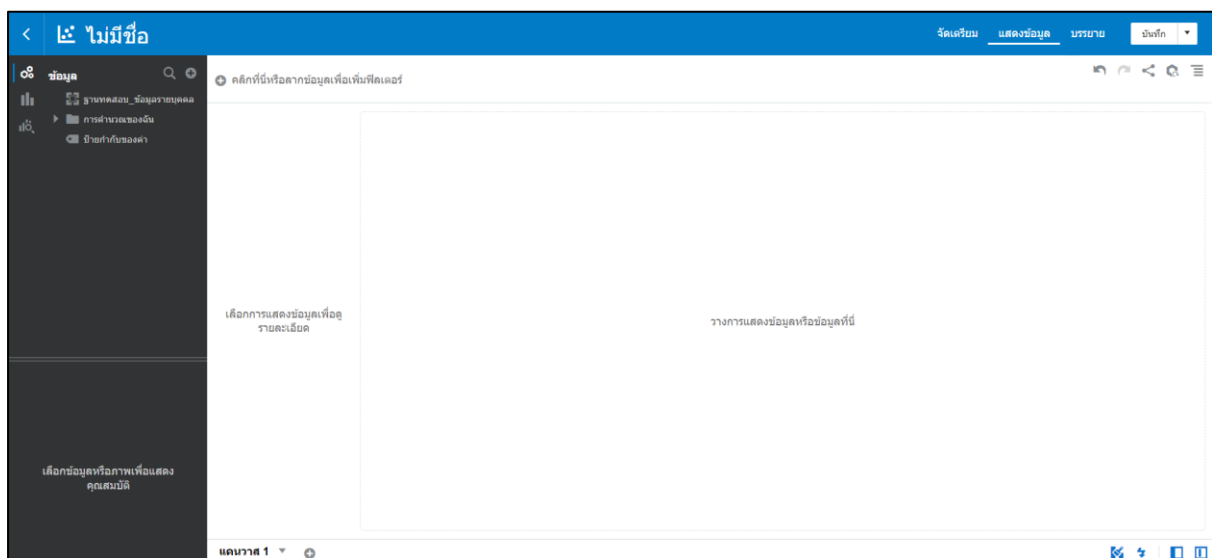 ไม่มีชื่อ
จัดเตรียม แสดงข้อมูล บรรยาย บันทึก
ข้อมูล
ฐานทดสอบ_ข้อมูลรายบุคคล
การคำนวณของฉัน
ป้ายกำกับของค่า
คลิกที่นี่หรือลากข้อมูลเพื่อเพิ่มฟิลเตอร์
เลือกการแสดงข้อมูลเพื่อดู
รายละเอียด
วางการแสดงข้อมูลหรือข้อมูลที่นี่
เลือกข้อมูลหรือภาพเพื่อแสดง
คุณสมบัติ
แคนวาส 1